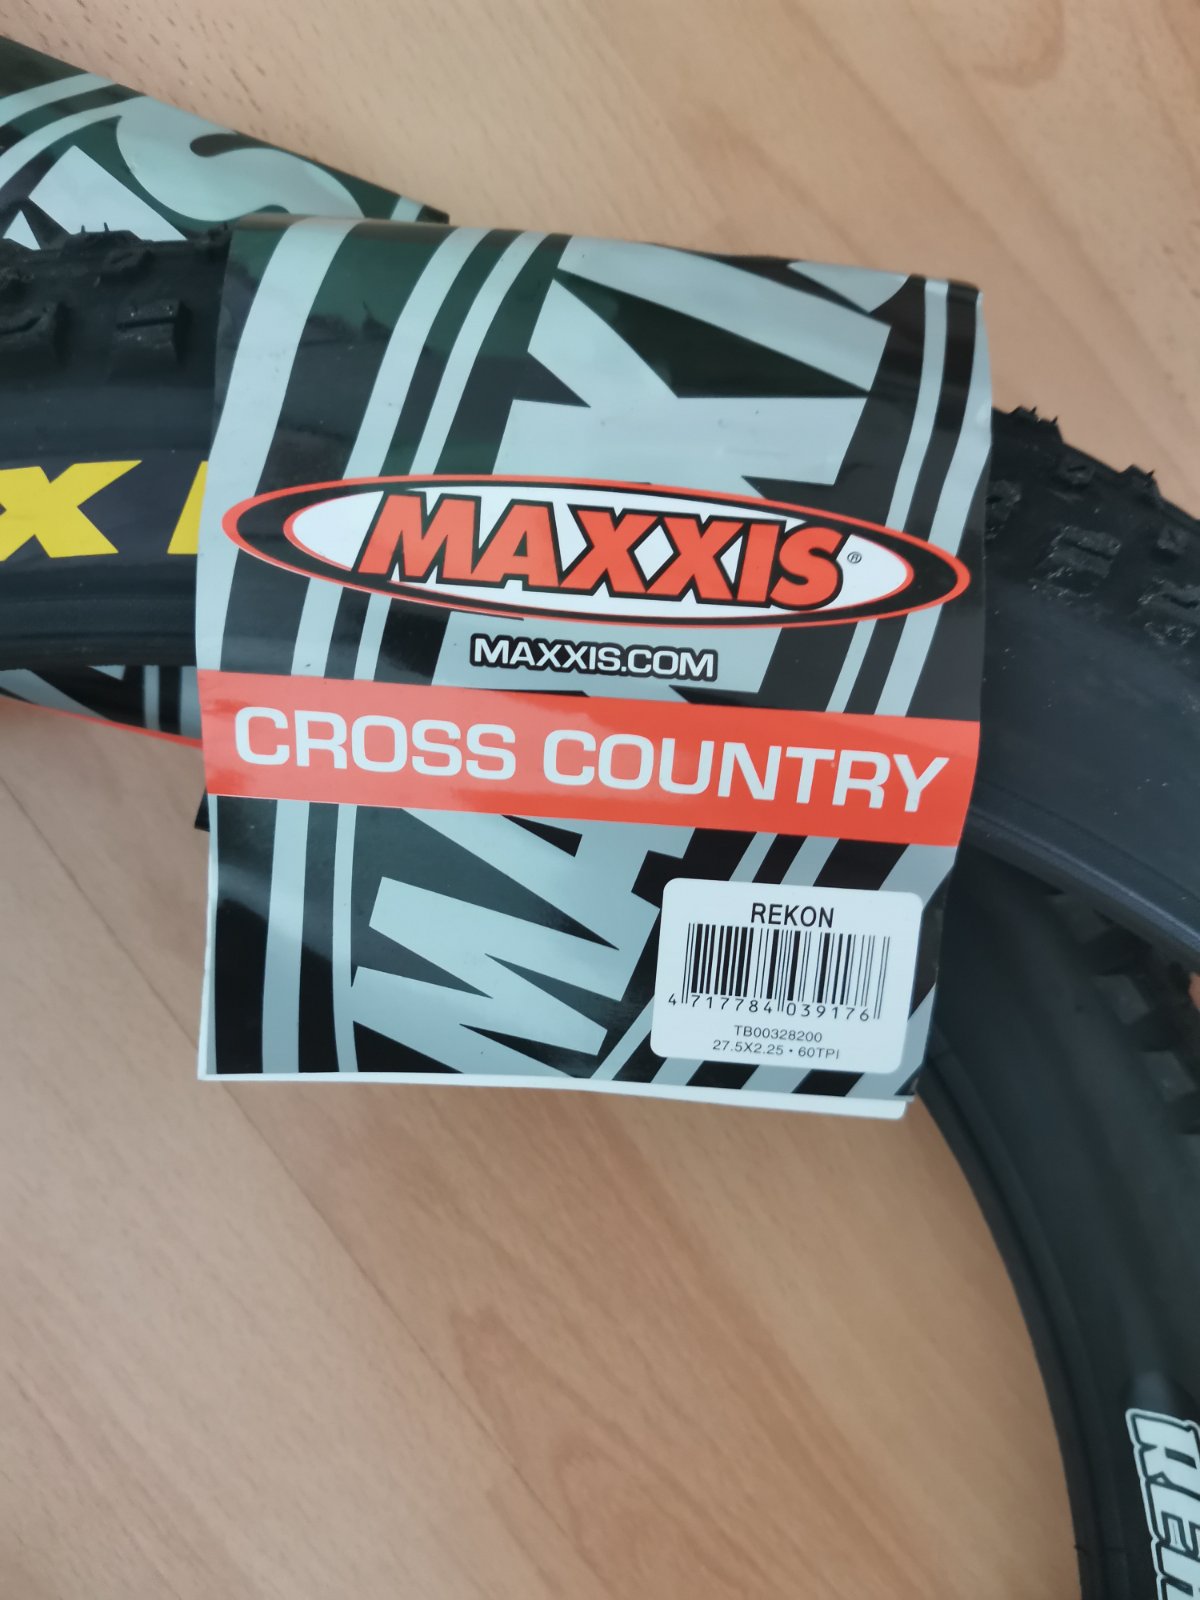 MAXXIS®
MAXXIS.COM
CROSS COUNTRY
REKON
4 717784 039176
TB00328200
27.5X2.25 • 60TPI